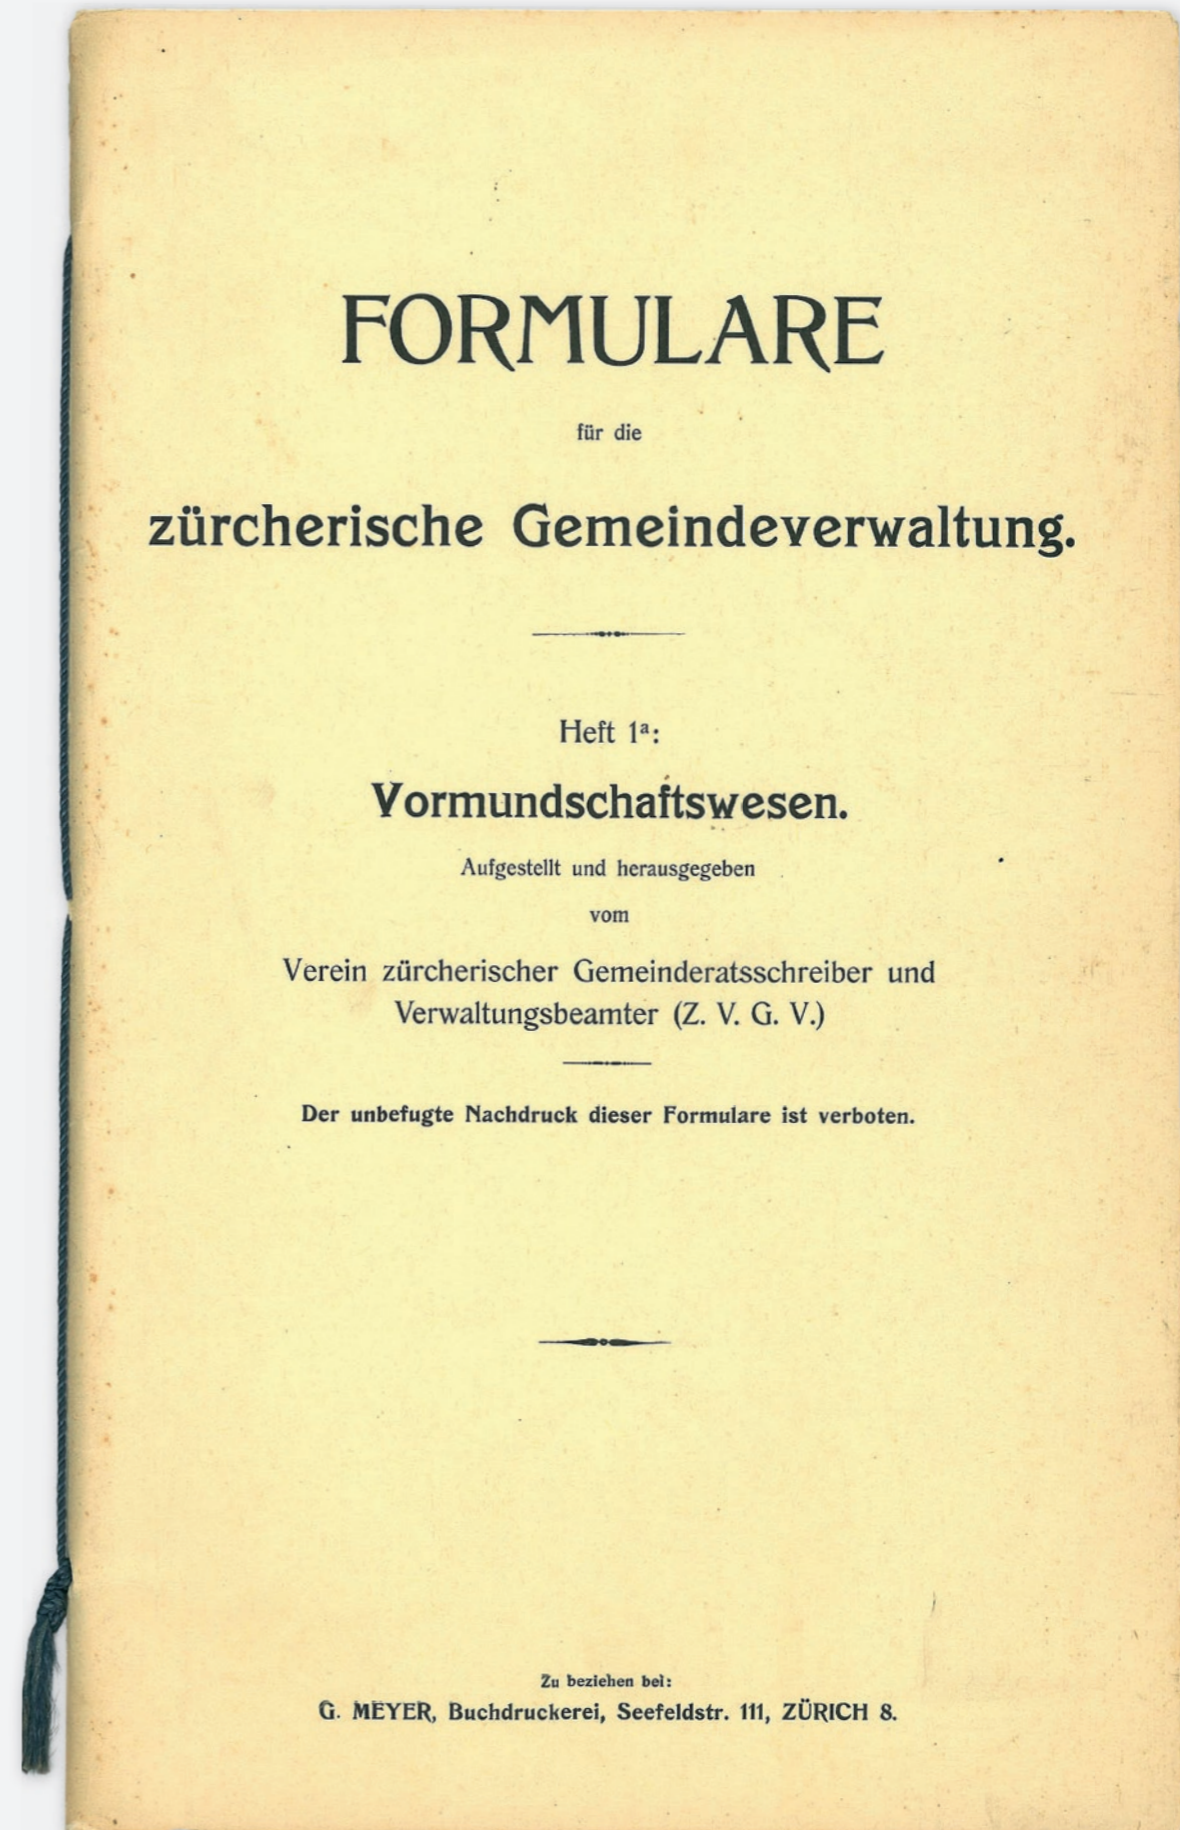 FORMULARE
für die
zürcherische Gemeindeverwaltung.
Heft 1ª:
Vormundschaftswesen.
Aufgestellt und herausgegeben
vom
Verein zürcherischer Gemeinderatsschreiber und
Verwaltungsbeamter (Z. V. G. V.)
Der unbefugte Nachdruck dieser Formulare ist verboten.
Zu beziehen bei:
G. MEYER, Buchdruckerei, Seefeldstr. 111, ZÜRICH 8.